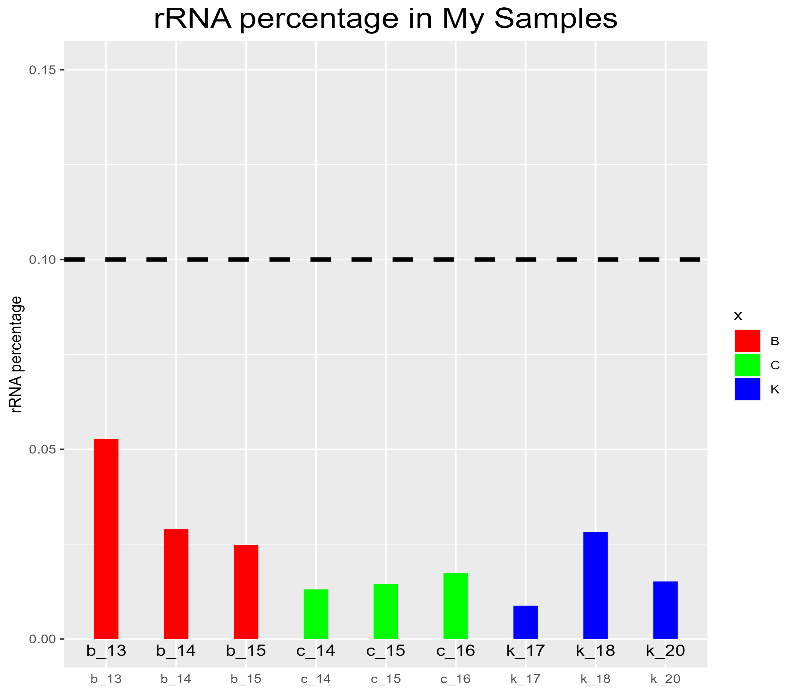 rRNA percentage in My Samples
rRNA percentage
0.15
0.10
0.05
0.00
b_13 b_14 b_15 c_14 c_15 c_16 k_17 k_18 k_20
b_13 b_14 b_15 c_14 c_15 c_16 k_17 k_18 k_20
x
B
C
K